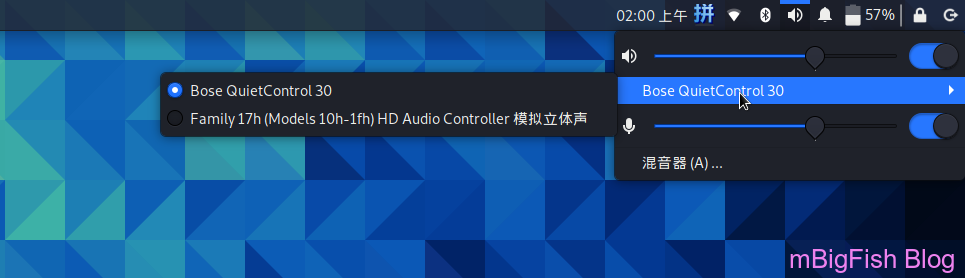 02:00 上午 拼 57%
Bose QuietControl 30
Bose QuietControl 30
Family 17h (Models 10h-1fh) HD Audio Controller 模拟立体声
混音器 (A) ...
mBigFish Blog